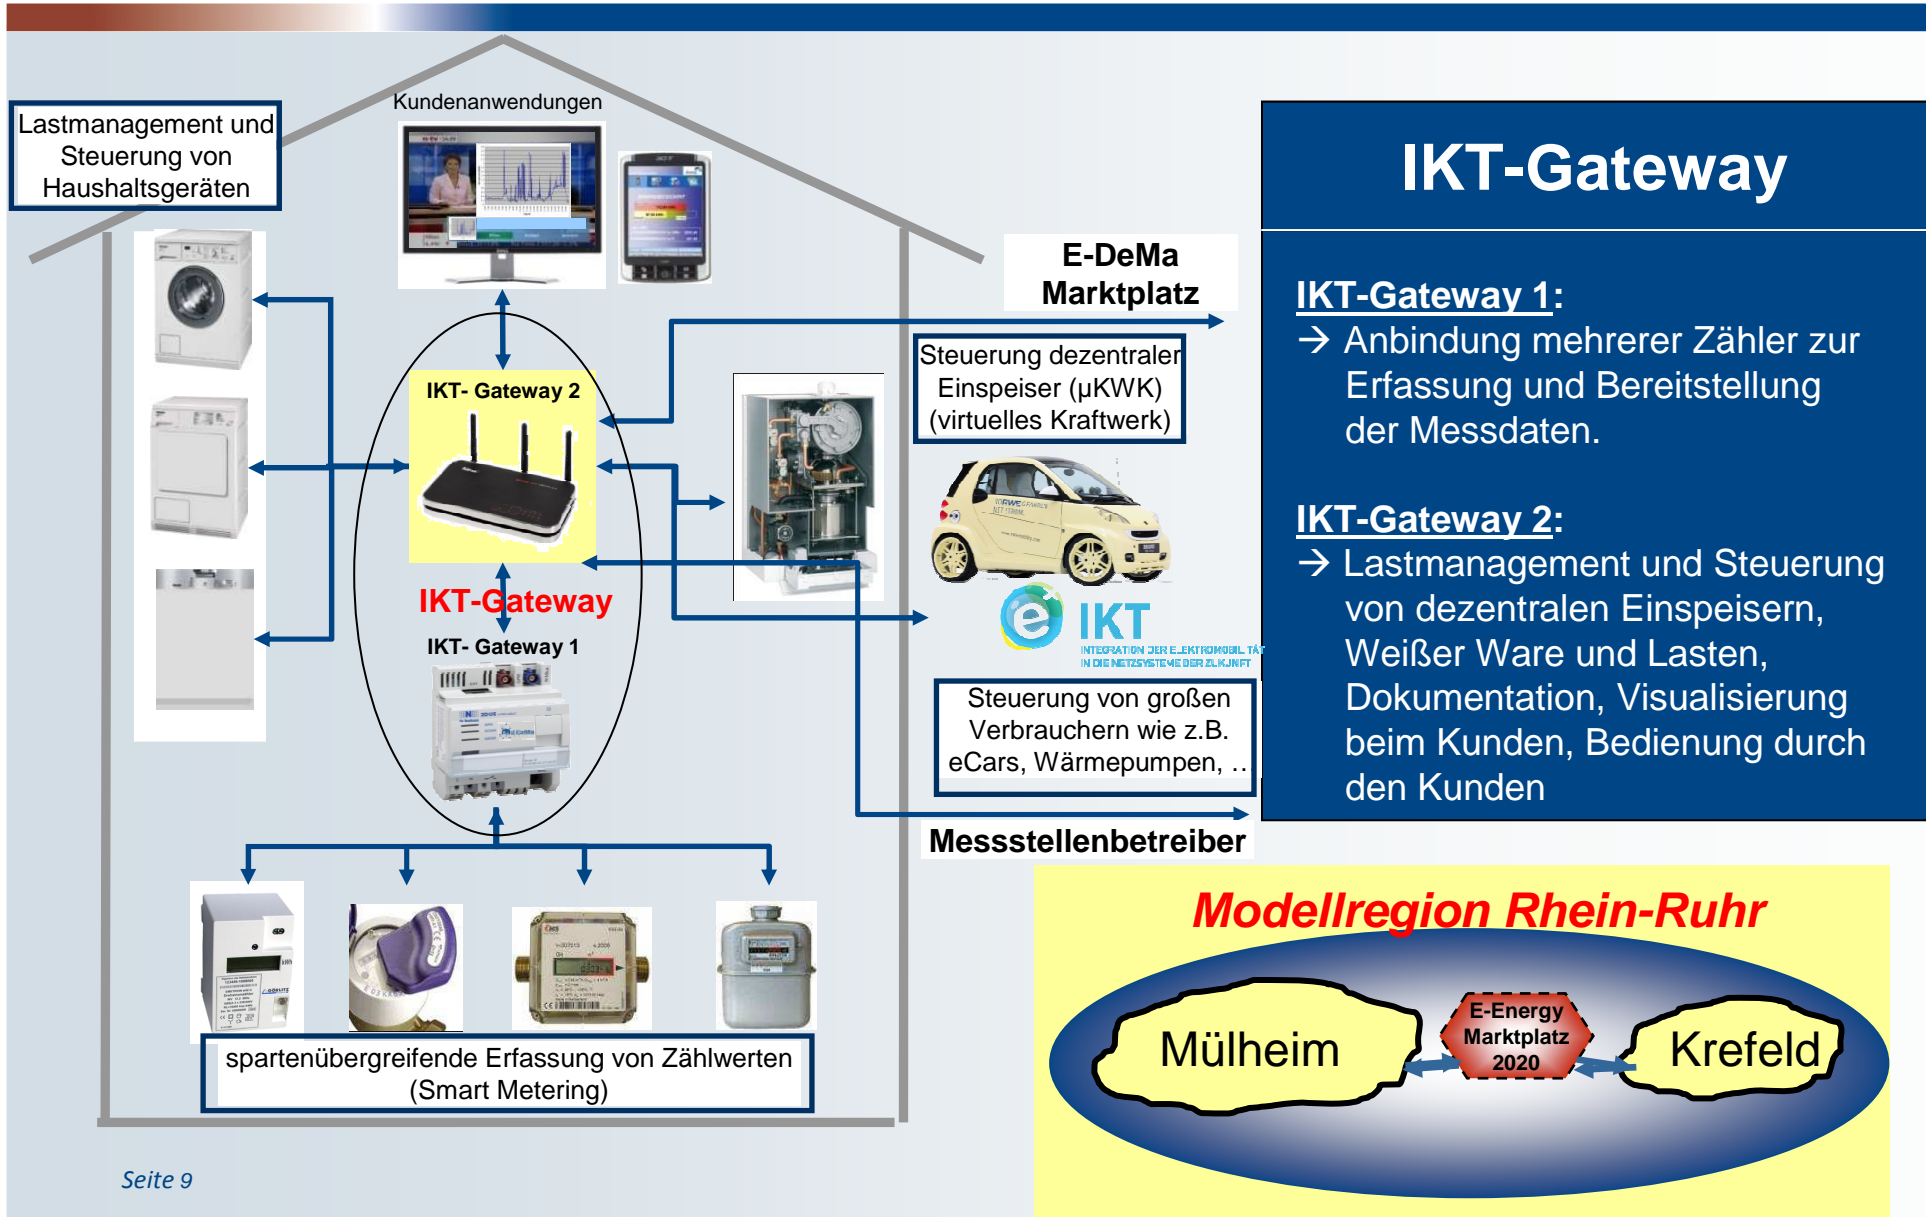 Kundenanwendungen
Lastmanagement und
Steuerung von
Haushaltsgeräten
IKT-Gateway
E-DeMa
Marktplatz
IKT-Gateway 1:
→ Anbindung mehrerer Zähler zur
Erfassung und Bereitstellung
der Messdaten.
IKT-Gateway 2:
→ Lastmanagement und Steuerung
von dezentralen Einspeisern,
Weißer Ware und Lasten,
Dokumentation, Visualisierung
beim Kunden, Bedienung durch
den Kunden
Steuerung dezentraler
Einspeiser (µKWK)
(virtuelles Kraftwerk)
IKT- Gateway 2
IKT-Gateway
IKT- Gateway 1
IKT
INTEGRATION DER ELEKTROMOBILITÄT
IN DIE NETZSYSTEME DER ZUKUNFT
Steuerung von großen
Verbrauchern wie z.B.
eCars, Wärmepumpen, …
Messstellenbetreiber
spartenübergreifende Erfassung von Zählwerten
(Smart Metering)
Modellregion Rhein-Ruhr
Mülheim
E-Energy
Marktplatz
2020
Krefeld
Seite 9